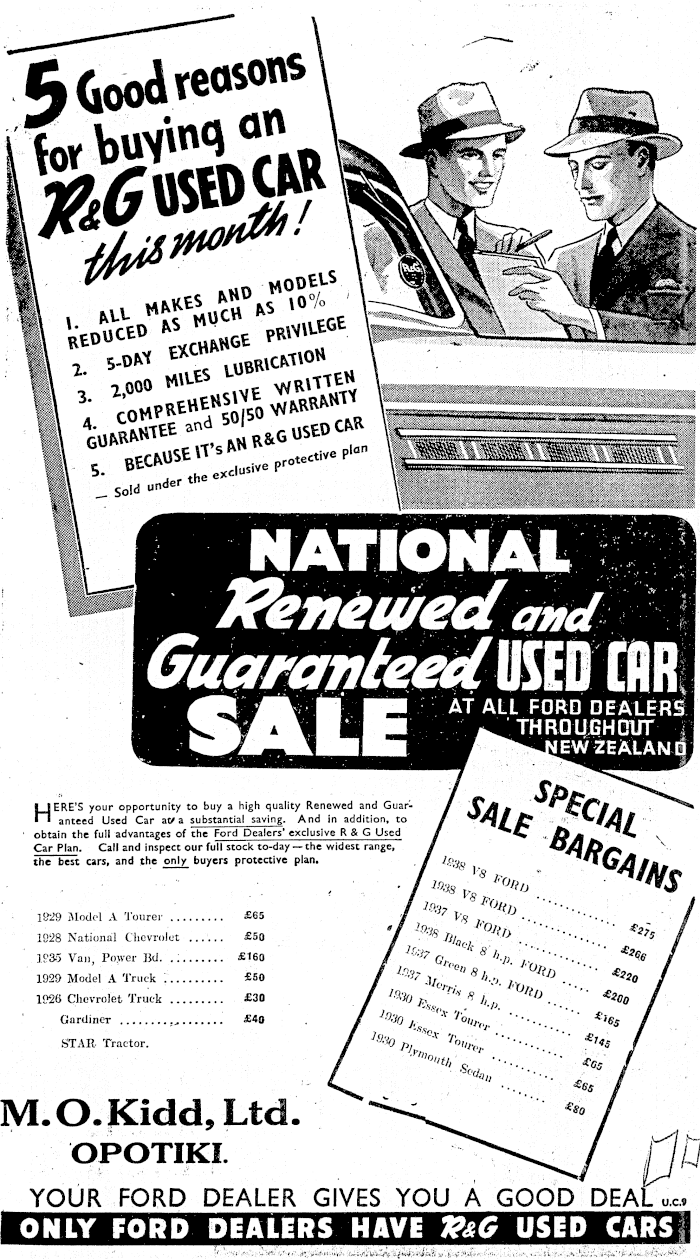 5 Good reasons
for buying an
R&G USED CAR
this month!
1. ALL MAKES AND MODELS
REDUCED AS MUCH AS 10%
2. 5-DAY EXCHANGE PRIVILEGE
3. 2,000 MILES LUBRICATION
4. COMPREHENSIVE WRITTEN
GUARANTEE and 50/50 WARRANTY
5. BECAUSE IT's AN R&G USED CAR
— Sold under the exclusive protective plan
R&G
NATIONAL
Renewed and
Guaranteed USED CAR
SALE
AT ALL FORD DEALERS
THROUGHOUT
NEW ZEALAND
HERE'S your opportunity to buy a high quality Renewed and Guar-
anteed Used Car at a substantial saving. And in addition, to
obtain the full advantages of the Ford Dealers' exclusive R & G Used
Car Plan. Call and inspect our full stock to-day — the widest range,
the best cars, and the only buyers protective plan.
1929 Model A Tourer ......... £65
1928 National Chevrolet ...... £50
1935 Van, Power Bd. ......... £160
1929 Model A Truck .......... £50
1926 Chevrolet Truck ........ £30
Gardiner ................. £40
STAR Tractor.
SPECIAL
SALE BARGAINS
1938 V8 FORD .............. £275
1938 V8 FORD .............. £266
1937 V8 FORD .............. £220
1938 Black 8 h.p. FORD ..... £200
1937 Green 8 h.p. FORD ...... £165
1937 Morris 8 h.p. ........... £145
1930 Essex Tourer ............ £65
1930 Essex Tourer ........... £65
1930 Plymouth Sedan ........ £80
M. O. Kidd, Ltd.
OPOTIKI.
YOUR FORD DEALER GIVES YOU A GOOD DEAL U.C.9
ONLY FORD DEALERS HAVE R&G USED CARS